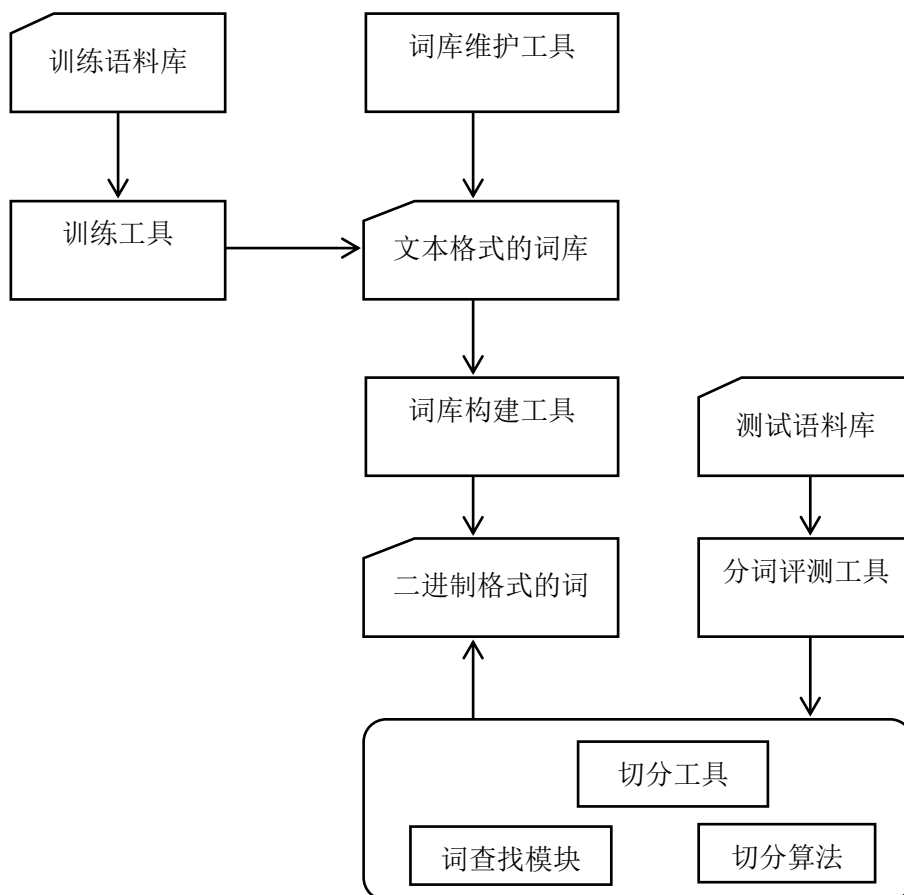 训练语料库
词库维护工具
训练工具
文本格式的词库
词库构建工具
测试语料库
二进制格式的词
分词评测工具
切分工具
词查找模块
切分算法